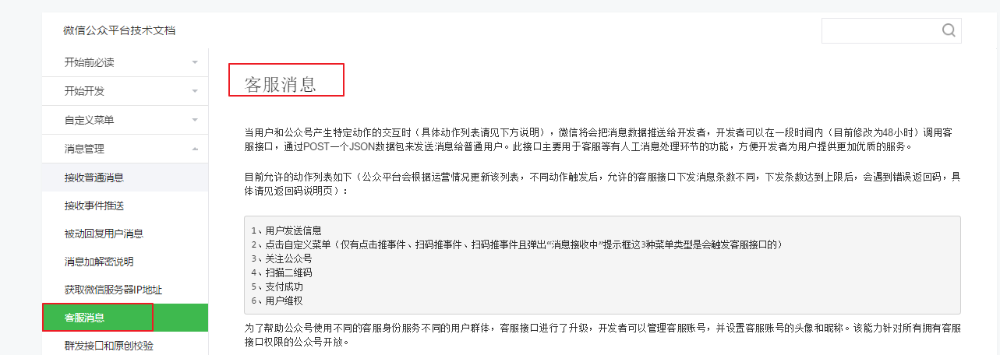 微信公众平台技术文档
开始前必读
开始开发
自定义菜单
消息管理
接收普通消息
接收事件推送
被动回复用户消息
消息加解密说明
获取微信服务器IP地址
客服消息
群发接口和原创校验
客服消息
当用户和公众号产生特定动作的交互时（具体动作列表请见下方说明），微信将会把消息数据推送给开发者，开发者可以在一段时间内（目前修改为48小时）调用客
服接口，通过POST一个JSON数据包来发送消息给普通用户。此接口主要用于客服等有人工消息处理环节的功能，方便开发者为用户提供更加优质的服务。
目前允许的动作列表如下（公众平台会根据运营情况更新该列表，不同动作触发后，允许的客服接口下发消息条数不同，下发条数达到上限后，会遇到错误返回码，具
体请见返回码说明页）：
1、用户发送信息
2、点击自定义菜单（仅有点击推事件、扫码推事件、扫码推事件且弹出“消息接收中”提示框这3种菜单类型是会触发客服接口的）
3、关注公众号
4、扫描二维码
5、支付成功
6、用户维权
为了帮助公众号使用不同的客服身份服务不同的用户群体，客服接口进行了升级，开发者可以管理客服账号，并设置客服账号的头像和昵称。该能力针对所有拥有客服
接口权限的公众号开放。